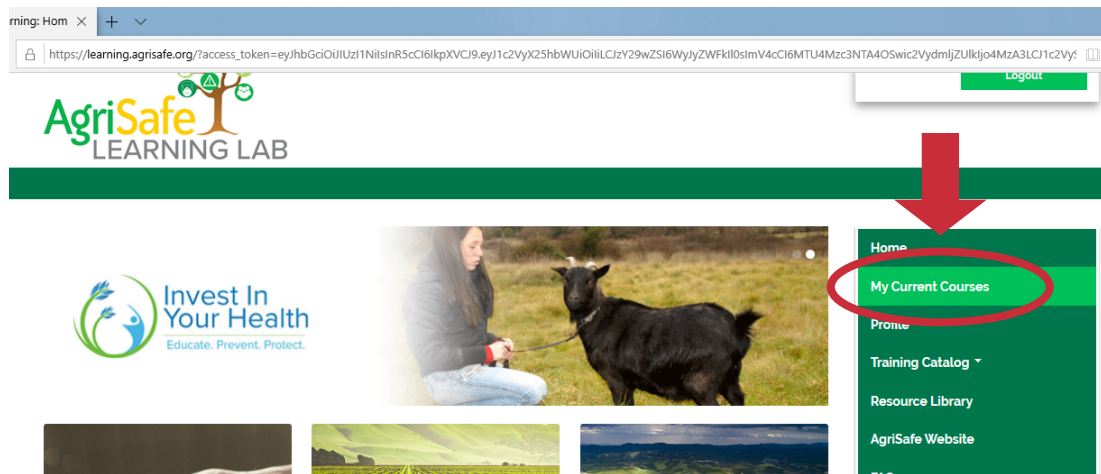 rning: Hom
https://learning.agrisafe.org/?access_token=eyJhbGciOiJIUzI1NiIsInR5cCI6IkpXVCJ9.eyJ1c2VyX25hbWUiOiIiLCJzY29wZSI6WyJyZWFkIl0sImV4cCI6MTU4Mzc3NTA4OSwic2VydmljZUlkIjo4MzA3LCJ1c2VyS
Logout
AgriSafe
LEARNING LAB
Home
My Current Courses
Profile
Training Catalog
Resource Library
AgriSafe Website
Invest In
Your Health
Educate. Prevent. Protect.